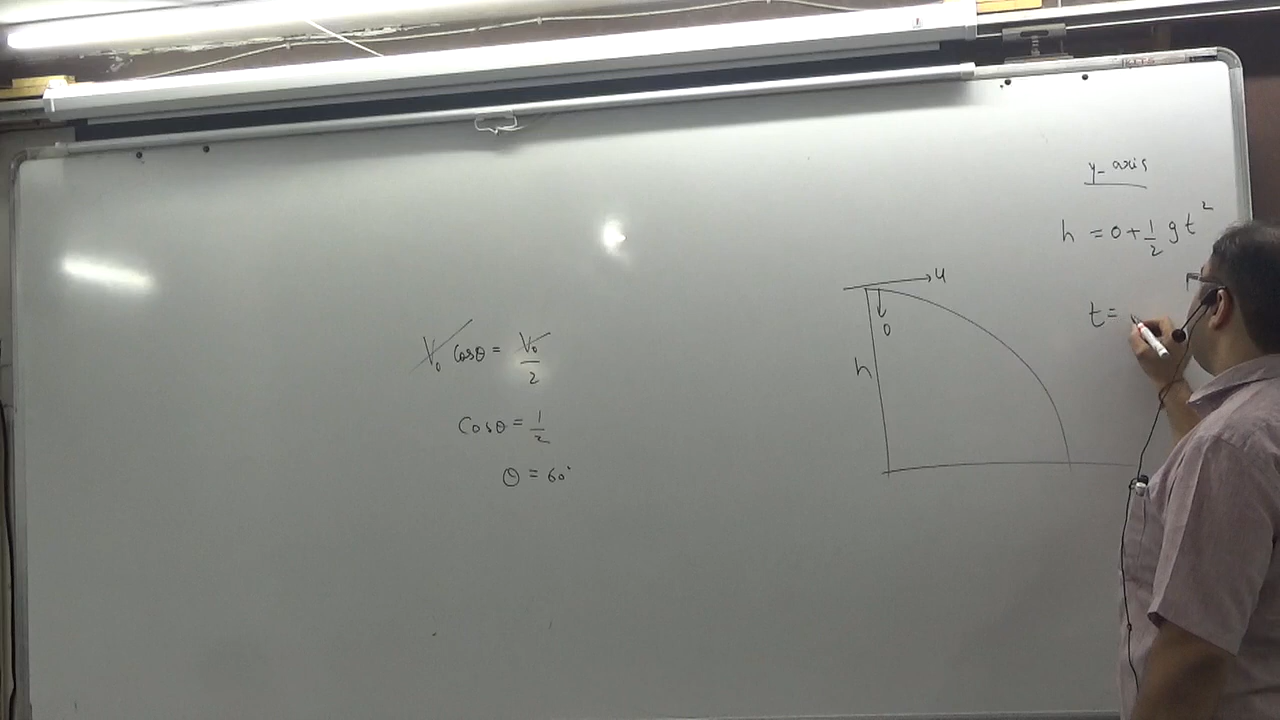 V₀ cosθ = V₀/2
Cosθ = 1/2
θ = 60°
u
0
h
y-axis
h = 0 + 1/2 g t²
t =